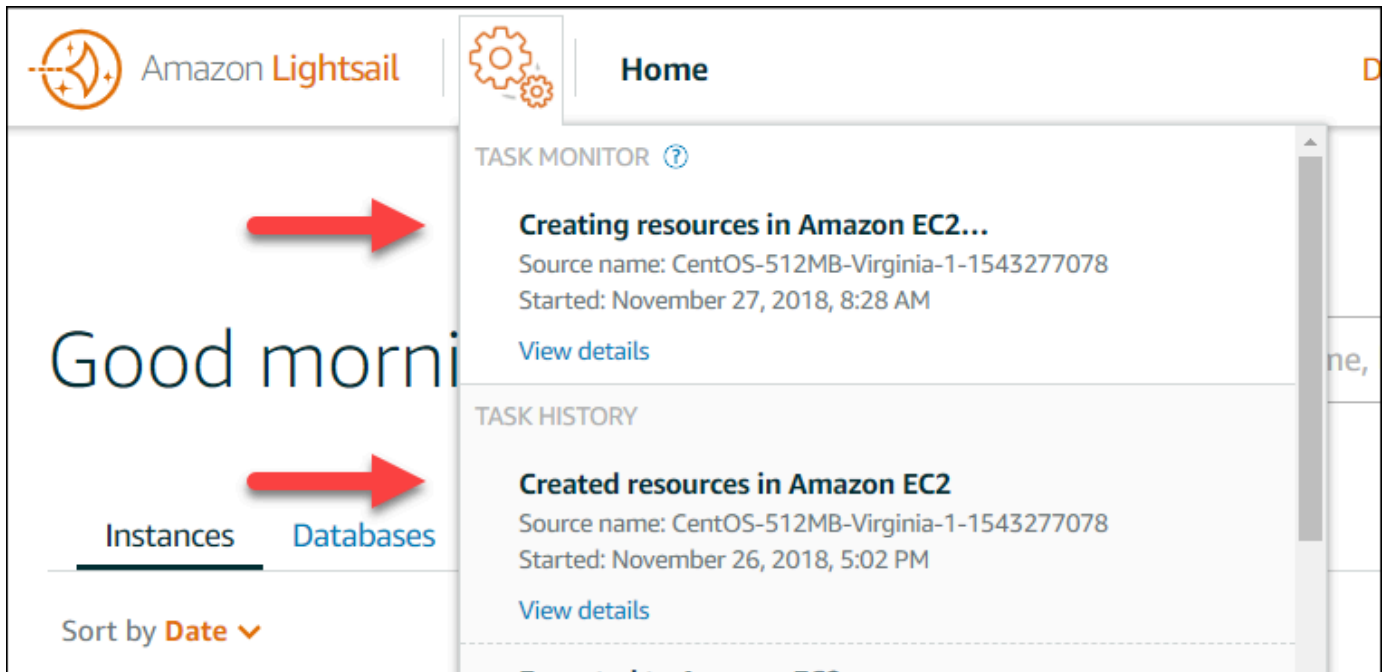 Amazon Lightsail
Home
D
TASK MONITOR ?
Creating resources in Amazon EC2...
Source name: CentOS-512MB-Virginia-1-1543277078
Started: November 27, 2018, 8:28 AM
View details
Good morni
ne,
TASK HISTORY
Created resources in Amazon EC2
Source name: CentOS-512MB-Virginia-1-1543277078
Started: November 26, 2018, 5:02 PM
View details
Instances Databases
Sort by Date